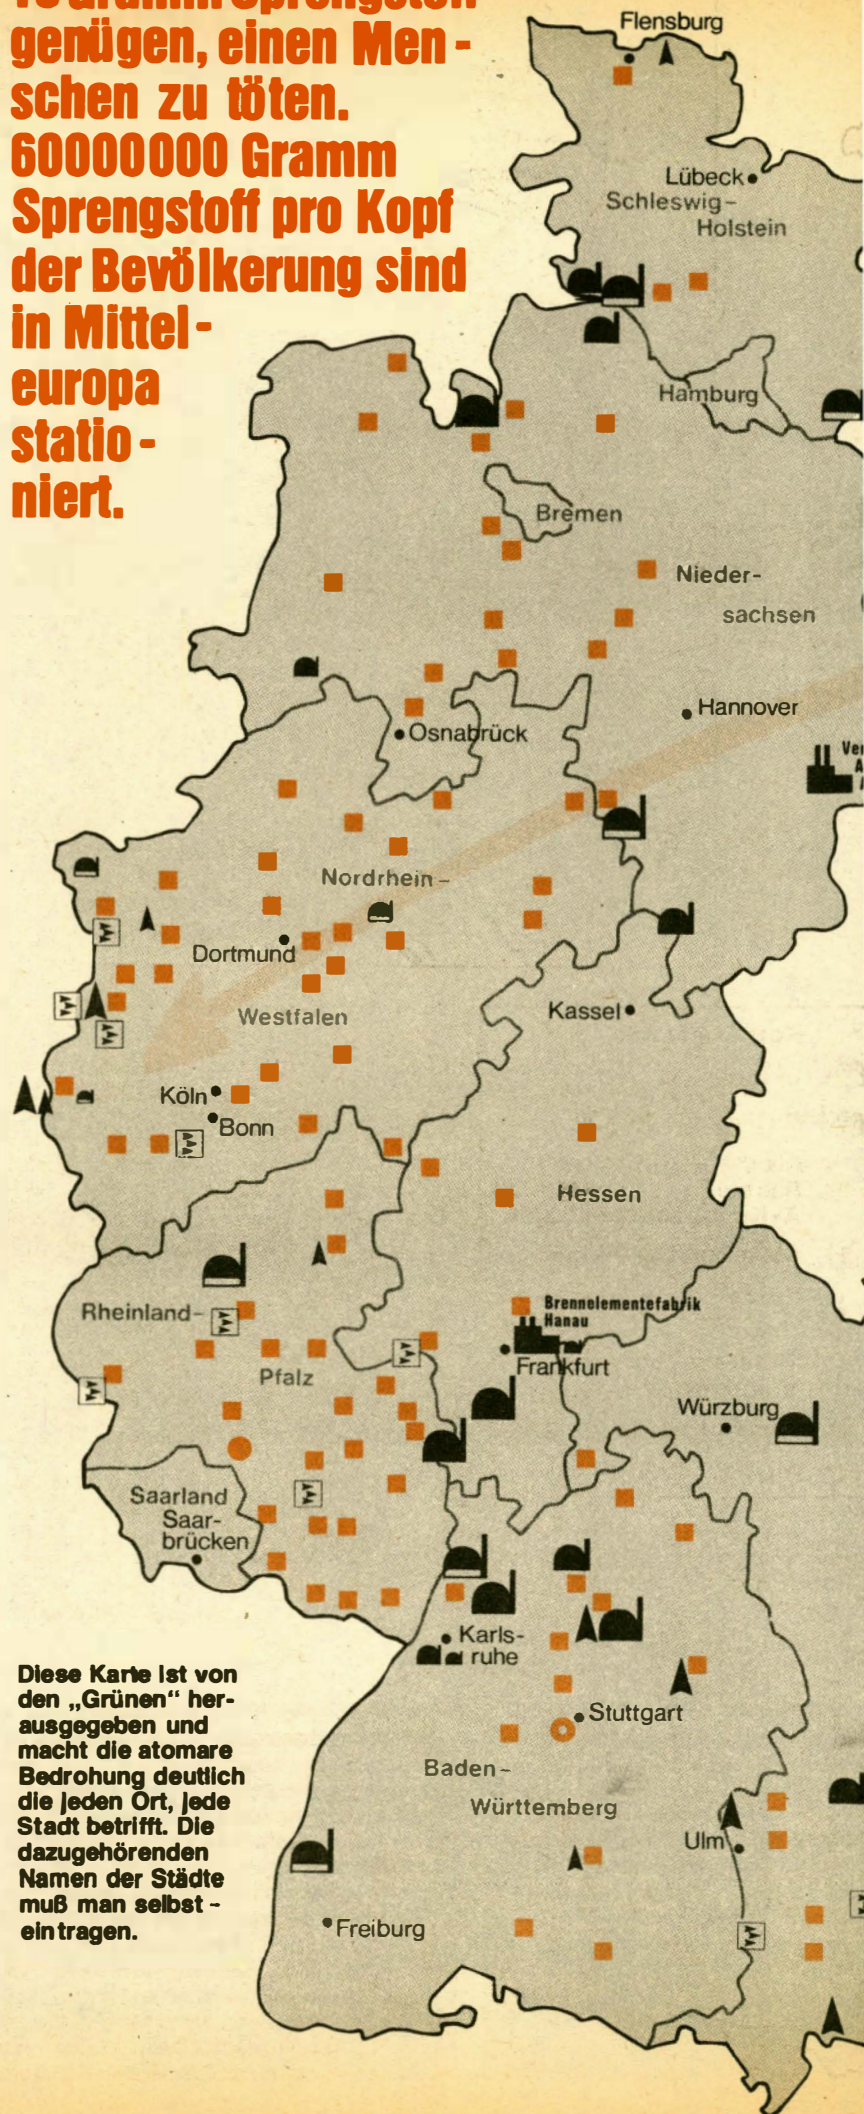 genügen, einen Men-
schen zu töten.
60000000 Gramm
Sprengstoff pro Kopf
der Bevölkerung sind
in Mittel-
europa
statio-
niert.
Flensburg
Lübeck
Schleswig-
Holstein
Hamburg
Bremen
Nieder-
sachsen
Hannover
Osnabrück
Nordrhein-
Dortmund
Westfalen
Kassel
Köln
Bonn
Hessen
Rheinland-
Brennelementefabrik
Hanau
Frankfurt
Pfalz
Würzburg
Saarland
Saar-
brücken
Karls-
ruhe
Stuttgart
Baden-
Württemberg
Ulm
Freiburg
Diese Karte ist von
den „Grünen“ her-
ausgegeben und
macht die atomare
Bedrohung deutlich
die jeden Ort, jede
Stadt betrifft. Die
dazugehörenden
Namen der Städte
muß man selbst-
eintragen.